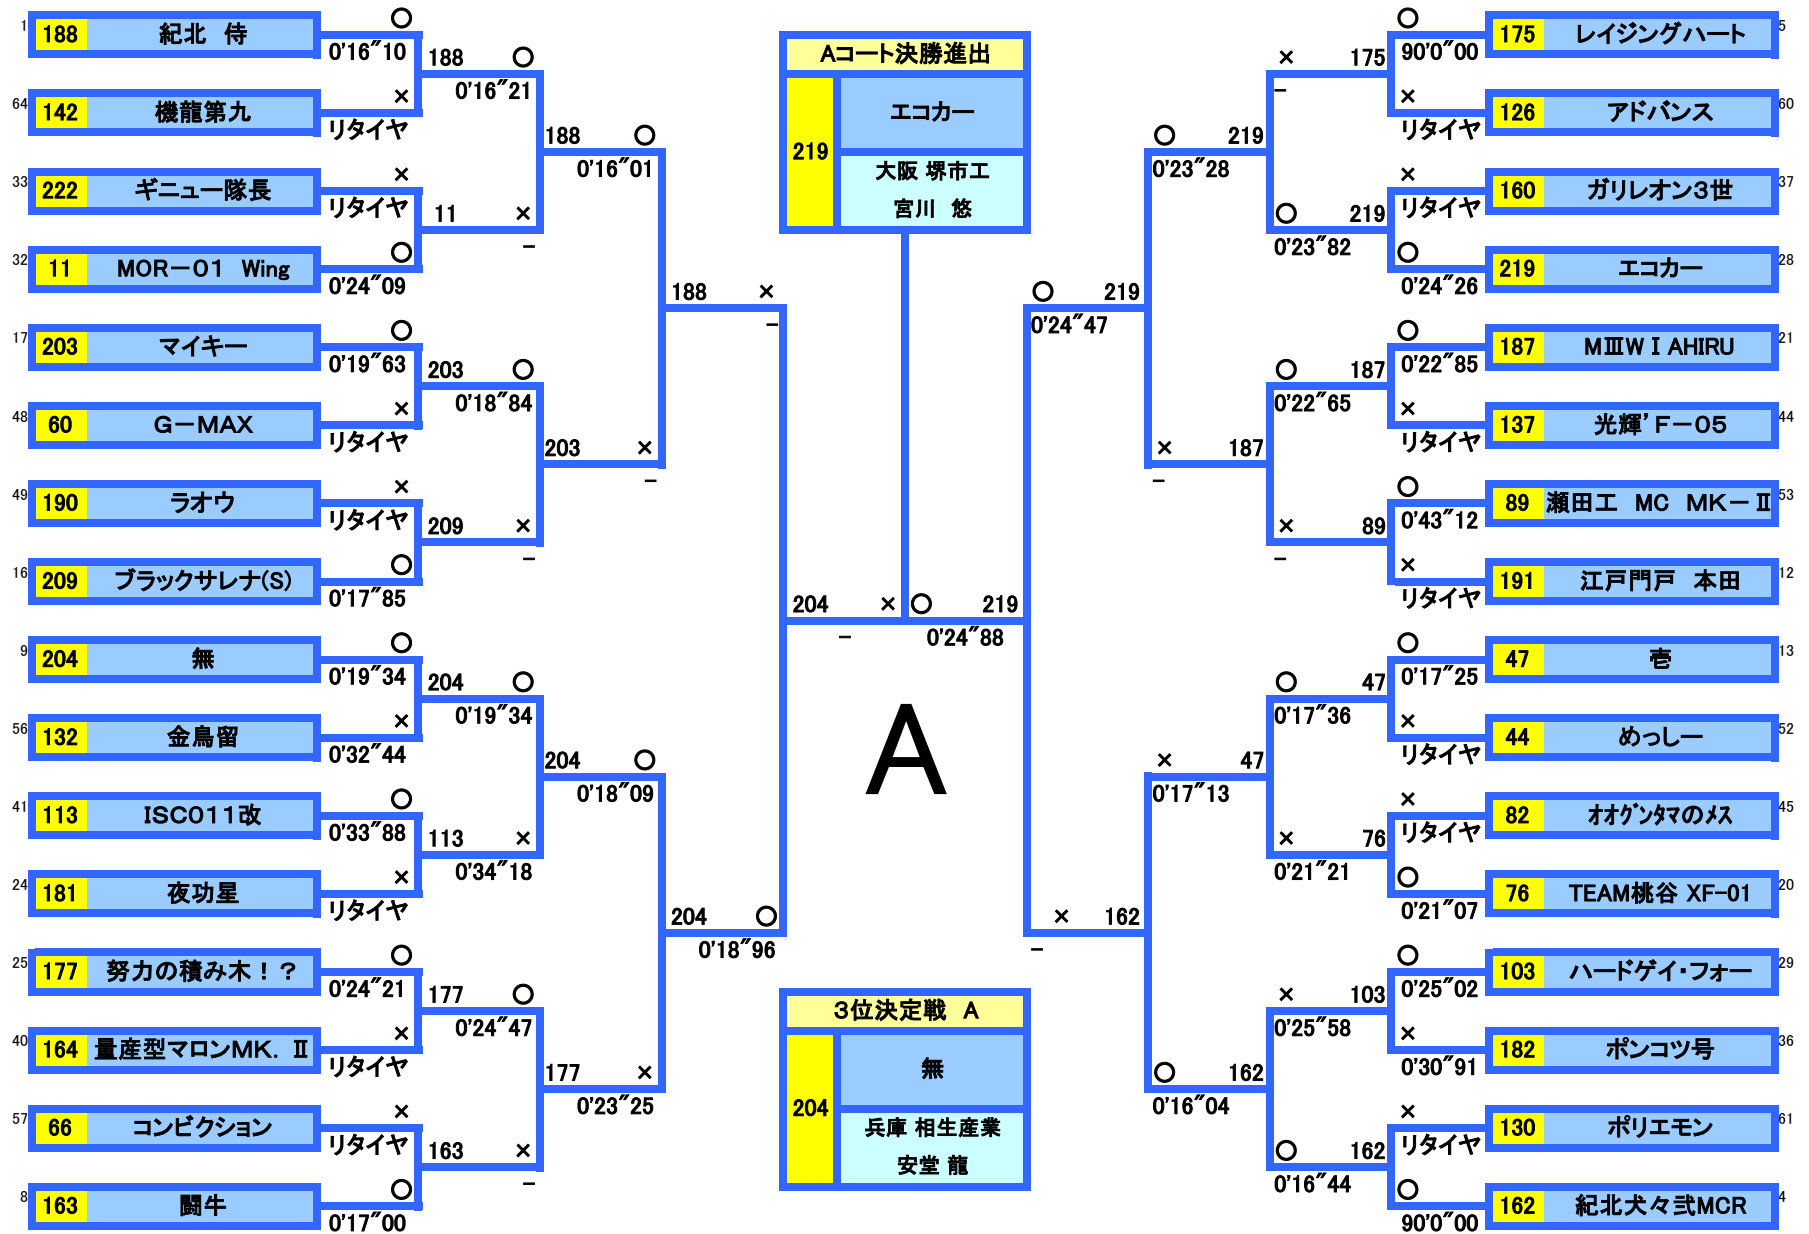 1 188 紀北　侍 ○ 0'16"10
64 142 機龍第九 × リタイヤ
188 ○ 0'16"21
33 222 ギニュー隊長 × リタイヤ
32 11 MOR－01　Wing ○ 0'24"09
11 × －
188 ○ 0'16"01
17 203 マイキー ○ 0'19"63
48 60 G－MAX × リタイヤ
203 ○ 0'18"84
49 190 ラオウ × リタイヤ
16 209 ブラックサレナ(S) ○ 0'17"85
209 × －
203 × －
188 × －
9 204 無 ○ 0'19"34
56 132 金鳥留 × 0'32"44
204 ○ 0'19"34
41 113 ISC011改 ○ 0'33"88
24 181 夜功星 × リタイヤ
113 × 0'34"18
204 ○ 0'18"09
25 177 努力の積み木！？ ○ 0'24"21
40 164 量産型マロンMK．Ⅱ × リタイヤ
177 ○ 0'24"47
57 66 コンビクション × リタイヤ
8 163 闘牛 ○ 0'17"00
163 × －
177 × 0'23"25
204 ○ 0'18"96
204 × －
Aコート決勝進出
219
エコカー
大阪 堺市工
宮川　悠
○ 219 0'24"88
A
3位決定戦　A
204
無
兵庫 相生産業
安堂 龍
○ 90'0"00 175 レイジングハート 5
× リタイヤ 126 アドバンス 60
× 175 －
× リタイヤ 160 ガリレオン3世 37
○ 0'24"26 219 エコカー 28
○ 219 0'23"82
○ 219 0'23"28
○ 0'22"85 187 MⅢWⅠAHIRU 21
× リタイヤ 137 光輝’F－05 44
○ 187 0'22"65
○ 0'43"12 89 瀬田工　MC　MK－Ⅱ 53
× リタイヤ 191 江戸門戸　本田 12
× 89 －
× 187 －
○ 219 0'24"47
○ 0'17"25 47 壱 13
× リタイヤ 44 めっしー 52
○ 47 0'17"36
× リタイヤ 82 オオゲンタマのメス 45
○ 0'21"07 76 TEAM桃谷 XF-01 20
× 76 0'21"21
× 47 0'17"13
○ 0'25"02 103 ハードゲイ・フォー 29
× 0'30"91 182 ポンコツ号 36
× 103 0'25"58
× リタイヤ 130 ポリエモン 61
○ 90'0"00 162 紀北犬々弐MCR 4
○ 162 0'16"44
○ 162 0'16"04
× 162 －